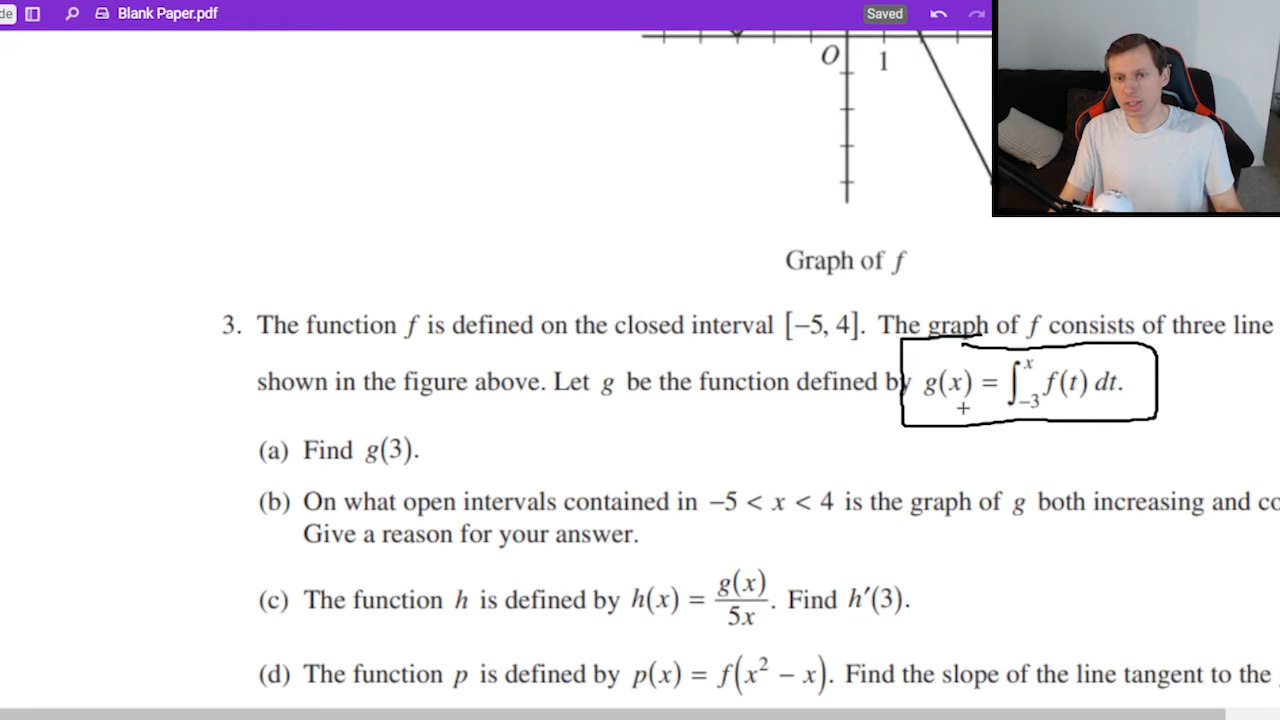 de Blank Paper.pdf Saved
O 1
Graph of f
3. The function f is defined on the closed interval [−5, 4]. The graph of f consists of three line
shown in the figure above. Let g be the function defined by g(x) = ∫_{−3}^{x} f(t) dt.
(a) Find g(3).
(b) On what open intervals contained in −5 < x < 4 is the graph of g both increasing and co
Give a reason for your answer.
(c) The function h is defined by h(x) = g(x)/5x. Find h′(3).
(d) The function p is defined by p(x) = f(x² − x). Find the slope of the line tangent to the